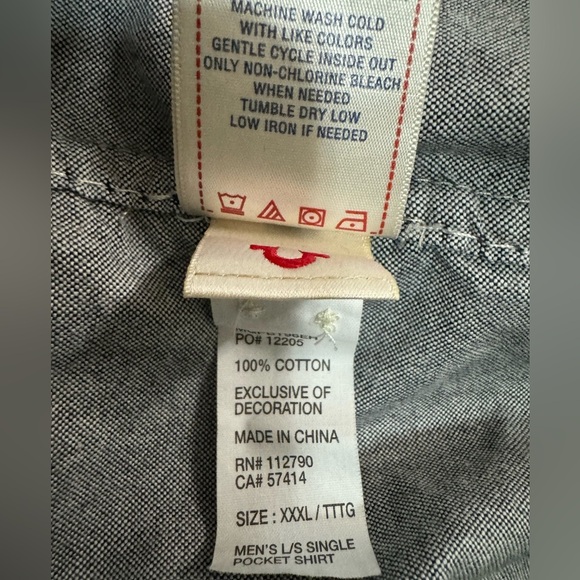 MACHINE WASH COLD
WITH LIKE COLORS
GENTLE CYCLE INSIDE OUT
ONLY NON-CHLORINE BLEACH
WHEN NEEDED
TUMBLE DRY LOW
LOW IRON IF NEEDED
PO# 12205
100% COTTON
EXCLUSIVE OF
DECORATION
MADE IN CHINA
RN# 112790
CA# 57414
SIZE : XXXL / TTTG
MEN'S L/S SINGLE
POCKET SHIRT